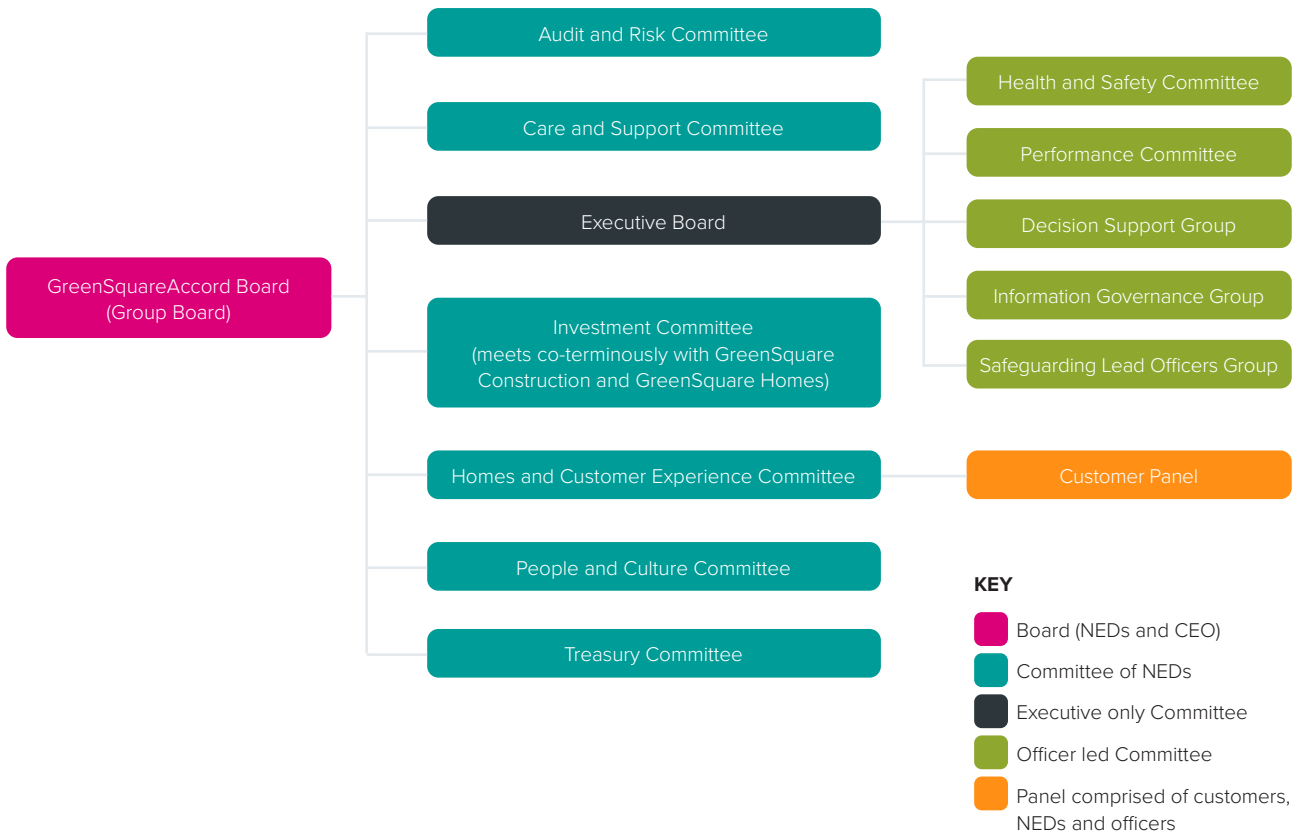 GreenSquareAccord Board
(Group Board)
Audit and Risk Committee
Care and Support Committee
Executive Board
Investment Committee
(meets co-terminously with GreenSquare
Construction and GreenSquare Homes)
Homes and Customer Experience Committee
People and Culture Committee
Treasury Committee
Health and Safety Committee
Performance Committee
Decision Support Group
Information Governance Group
Safeguarding Lead Officers Group
Customer Panel
KEY
Board (NEDs and CEO)
Committee of NEDs
Executive only Committee
Officer led Committee
Panel comprised of customers,
NEDs and officers